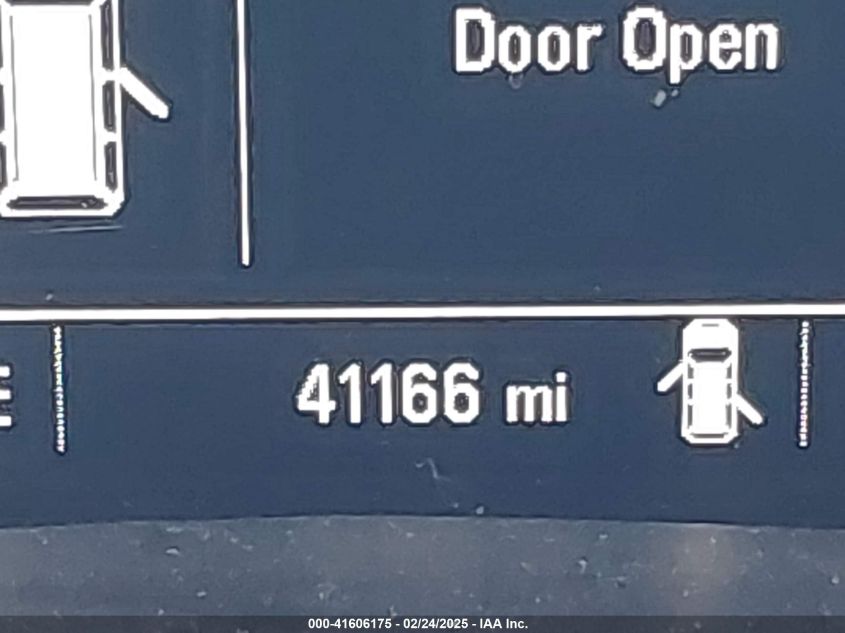 Door Open
41166 mi
000-41606175 - 02/24/2025 - IAA Inc.